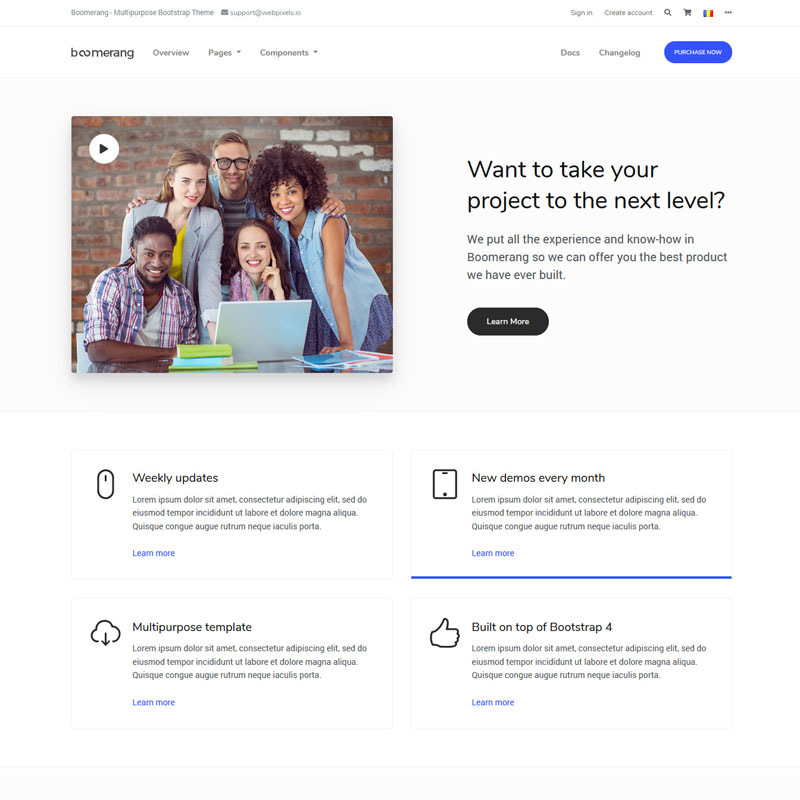 Boomerang - Multipurpose Bootstrap Theme support@webpixels.io
Sign in Create account
boomerang Overview Pages Components Docs Changelog PURCHASE NOW
Want to take your
project to the next level?
We put all the experience and know-how in
Boomerang so we can offer you the best product
we have ever built.
Learn More
Weekly updates
Lorem ipsum dolor sit amet, consectetur adipiscing elit, sed do
eiusmod tempor incididunt ut labore et dolore magna aliqua.
Quisque congue augue rutrum neque iaculis porta.
Learn more
New demos every month
Lorem ipsum dolor sit amet, consectetur adipiscing elit, sed do
eiusmod tempor incididunt ut labore et dolore magna aliqua.
Quisque congue augue rutrum neque iaculis porta.
Learn more
Multipurpose template
Lorem ipsum dolor sit amet, consectetur adipiscing elit, sed do
eiusmod tempor incididunt ut labore et dolore magna aliqua.
Quisque congue augue rutrum neque iaculis porta.
Learn more
Built on top of Bootstrap 4
Lorem ipsum dolor sit amet, consectetur adipiscing elit, sed do
eiusmod tempor incididunt ut labore et dolore magna aliqua.
Quisque congue augue rutrum neque iaculis porta.
Learn more